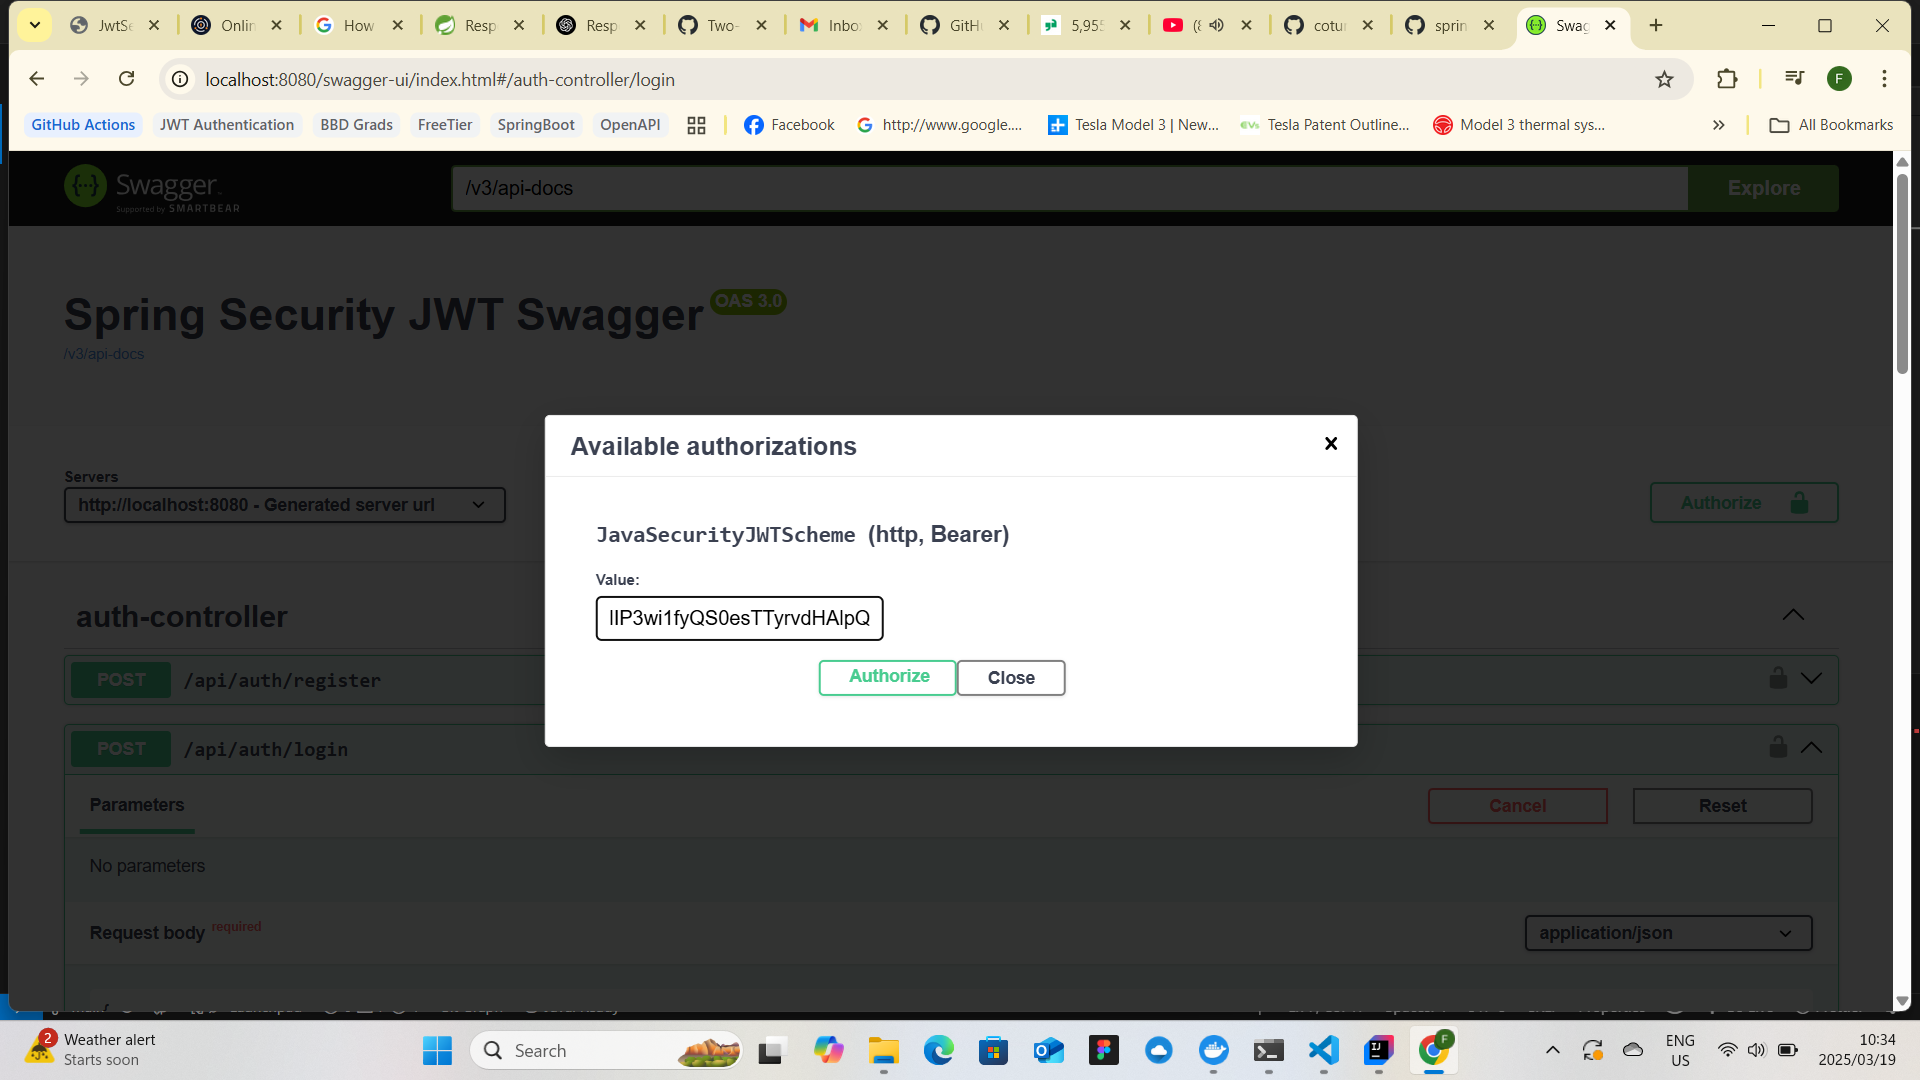 JwtSe
Onlin
How
Resp
Resp
Two-
Inbo
GitH
5,955
(8
cotur
sprin
Swag
localhost:8080/swagger-ui/index.html#/auth-controller/login
F
GitHub Actions
JWT Authentication
BBD Grads
FreeTier
SpringBoot
OpenAPI
Facebook
http://www.google....
Tesla Model 3 | New...
Tesla Patent Outline...
Model 3 thermal sys...
All Bookmarks
Swagger.
Supported by SMARTBEAR
/v3/api-docs
Explore
Spring Security JWT Swagger
OAS 3.0
/v3/api-docs
Available authorizations
Servers
http://localhost:8080 - Generated server url
Authorize
JavaSecurityJWTScheme (http, Bearer)
Value:
lIP3wi1fyQS0esTTyrvdHAlpQ
Authorize
Close
auth-controller
POST /api/auth/register
POST /api/auth/login
Parameters
Cancel
Reset
No parameters
Request body required
application/json
{
2
Weather alert
Starts soon
Search
F
ENG
US
10:34
2025/03/19